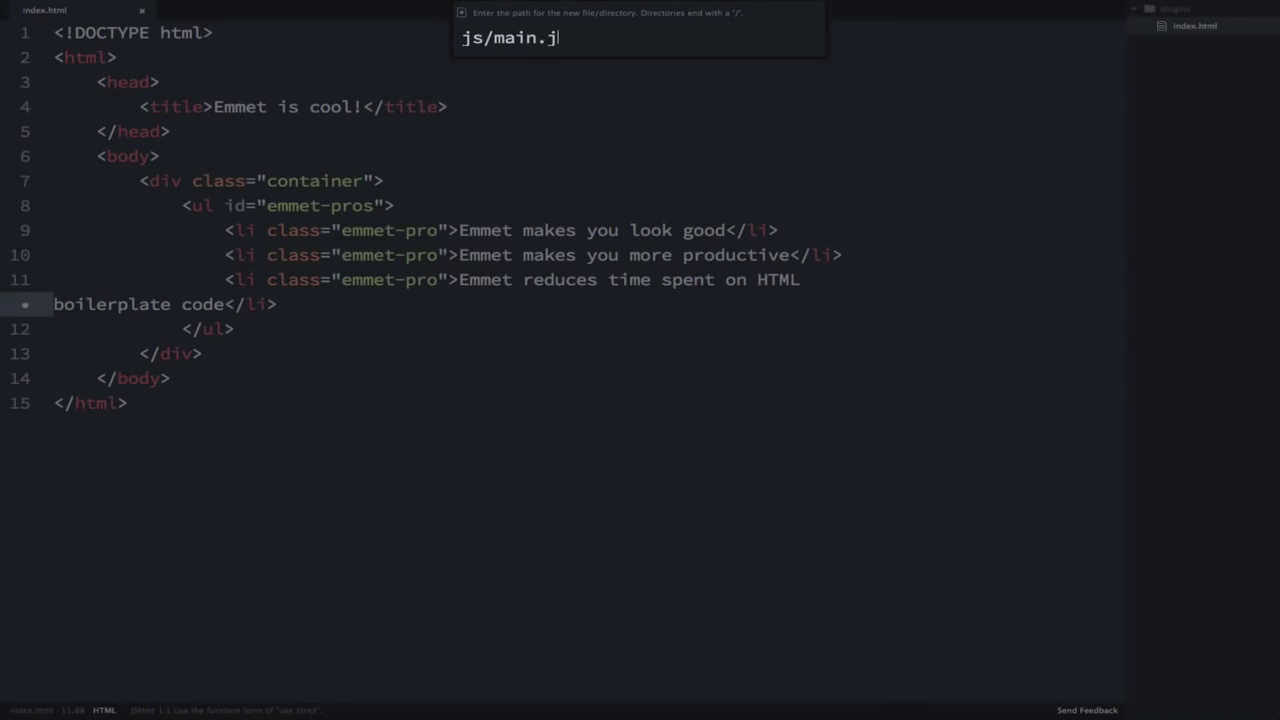 index.html ×
Enter the path for the new file/directory. Directories end with a '/'.
js/main.j
plugins
index.html
1 <!DOCTYPE html>
2 <html>
3 <head>
4 <title>Emmet is cool!</title>
5 </head>
6 <body>
7 <div class="container">
8 <ul id="emmet-pros">
9 <li class="emmet-pro">Emmet makes you look good</li>
10 <li class="emmet-pro">Emmet makes you more productive</li>
11 <li class="emmet-pro">Emmet reduces time spent on HTML
• boilerplate code</li>
12 </ul>
13 </div>
14 </body>
15 </html>
index.html 11,88 HTML JSHint 1:1 Use the function form of "use strict". Send Feedback